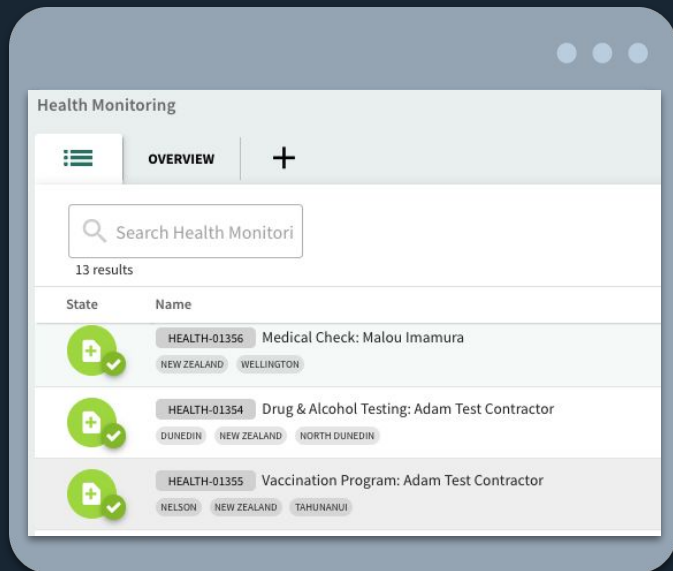 Health Monitoring
OVERVIEW +
Search Health Monitori
13 results
State Name
HEALTH-01356 Medical Check: Malou Imamura
NEW ZEALAND WELLINGTON
HEALTH-01354 Drug & Alcohol Testing: Adam Test Contractor
DUNEDIN NEW ZEALAND NORTH DUNEDIN
HEALTH-01355 Vaccination Program: Adam Test Contractor
NELSON NEW ZEALAND TAHUNANUI